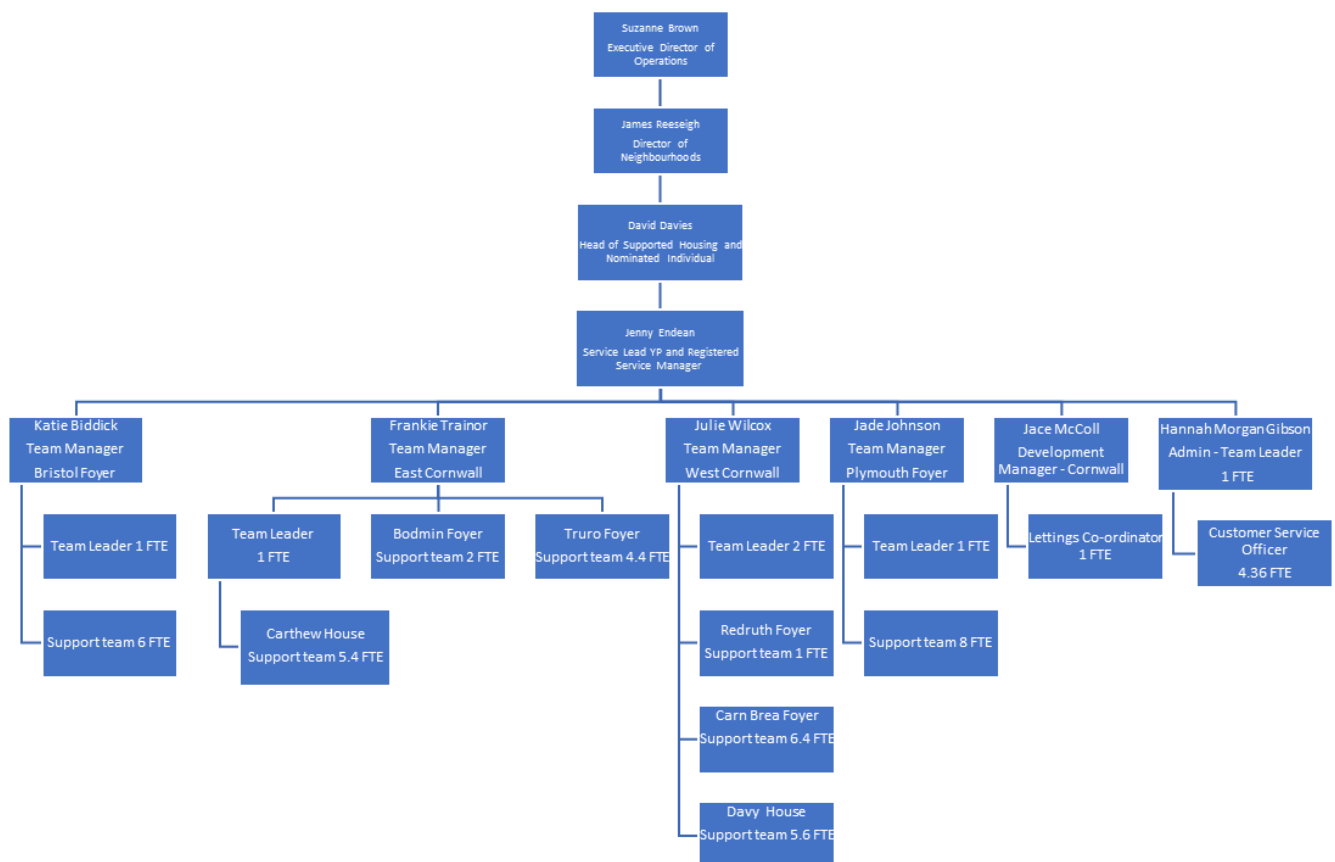 Suzanne Brown
Executive Director of
Operations
James Reeseigh
Director of
Neighbourhoods
David Davies
Head of Supported Housing and
Nominated Individual
Jenny Endean
Service Lead YP and Registered
Service Manager
Katie Biddick
Team Manager
Bristol Foyer
Frankie Trainor
Team Manager
East Cornwall
Julie Wilcox
Team Manager
West Cornwall
Jade Johnson
Team Manager
Plymouth Foyer
Jace McColl
Development
Manager - Cornwall
Hannah Morgan Gibson
Admin - Team Leader
1 FTE
Team Leader 1 FTE
Team Leader
1 FTE
Bodmin Foyer
Support team 2 FTE
Truro Foyer
Support team 4.4 FTE
Team Leader 2 FTE
Team Leader 1 FTE
Lettings Co-ordinator
1 FTE
Customer Service
Officer
4.36 FTE
Support team 6 FTE
Carthew House
Support team 5.4 FTE
Redruth Foyer
Support team 1 FTE
Support team 8 FTE
Carn Brea Foyer
Support team 6.4 FTE
Davy House
Support team 5.6 FTE